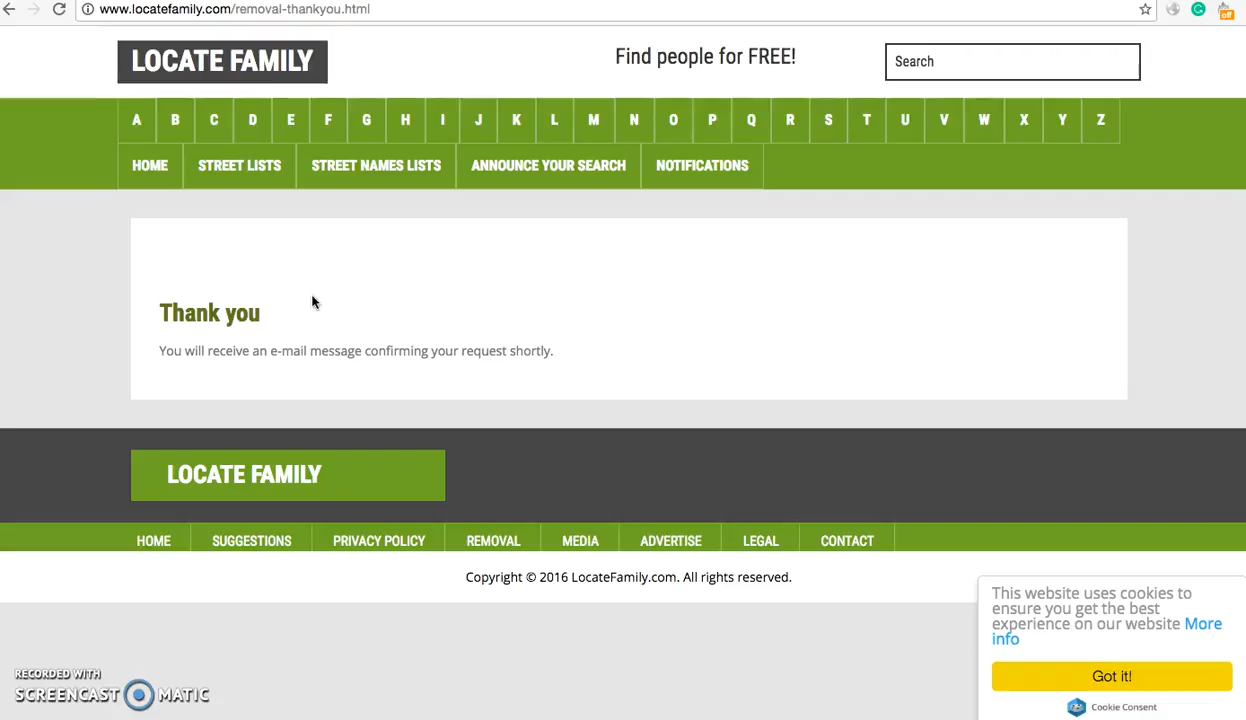 www.locatefamily.com/removal-thankyou.html
off
LOCATE FAMILY
Find people for FREE!
Search
A B C D E F G H I J K L M N O P Q R S T U V W X Y Z
HOME STREET LISTS STREET NAMES LISTS ANNOUNCE YOUR SEARCH NOTIFICATIONS
Thank you
You will receive an e-mail message confirming your request shortly.
LOCATE FAMILY
HOME SUGGESTIONS PRIVACY POLICY REMOVAL MEDIA ADVERTISE LEGAL CONTACT
Copyright © 2016 LocateFamily.com. All rights reserved.
This website uses cookies to
ensure you get the best
experience on our website More
info
Got it!
Cookie Consent
RECORDED WITH
SCREENCAST MATIC